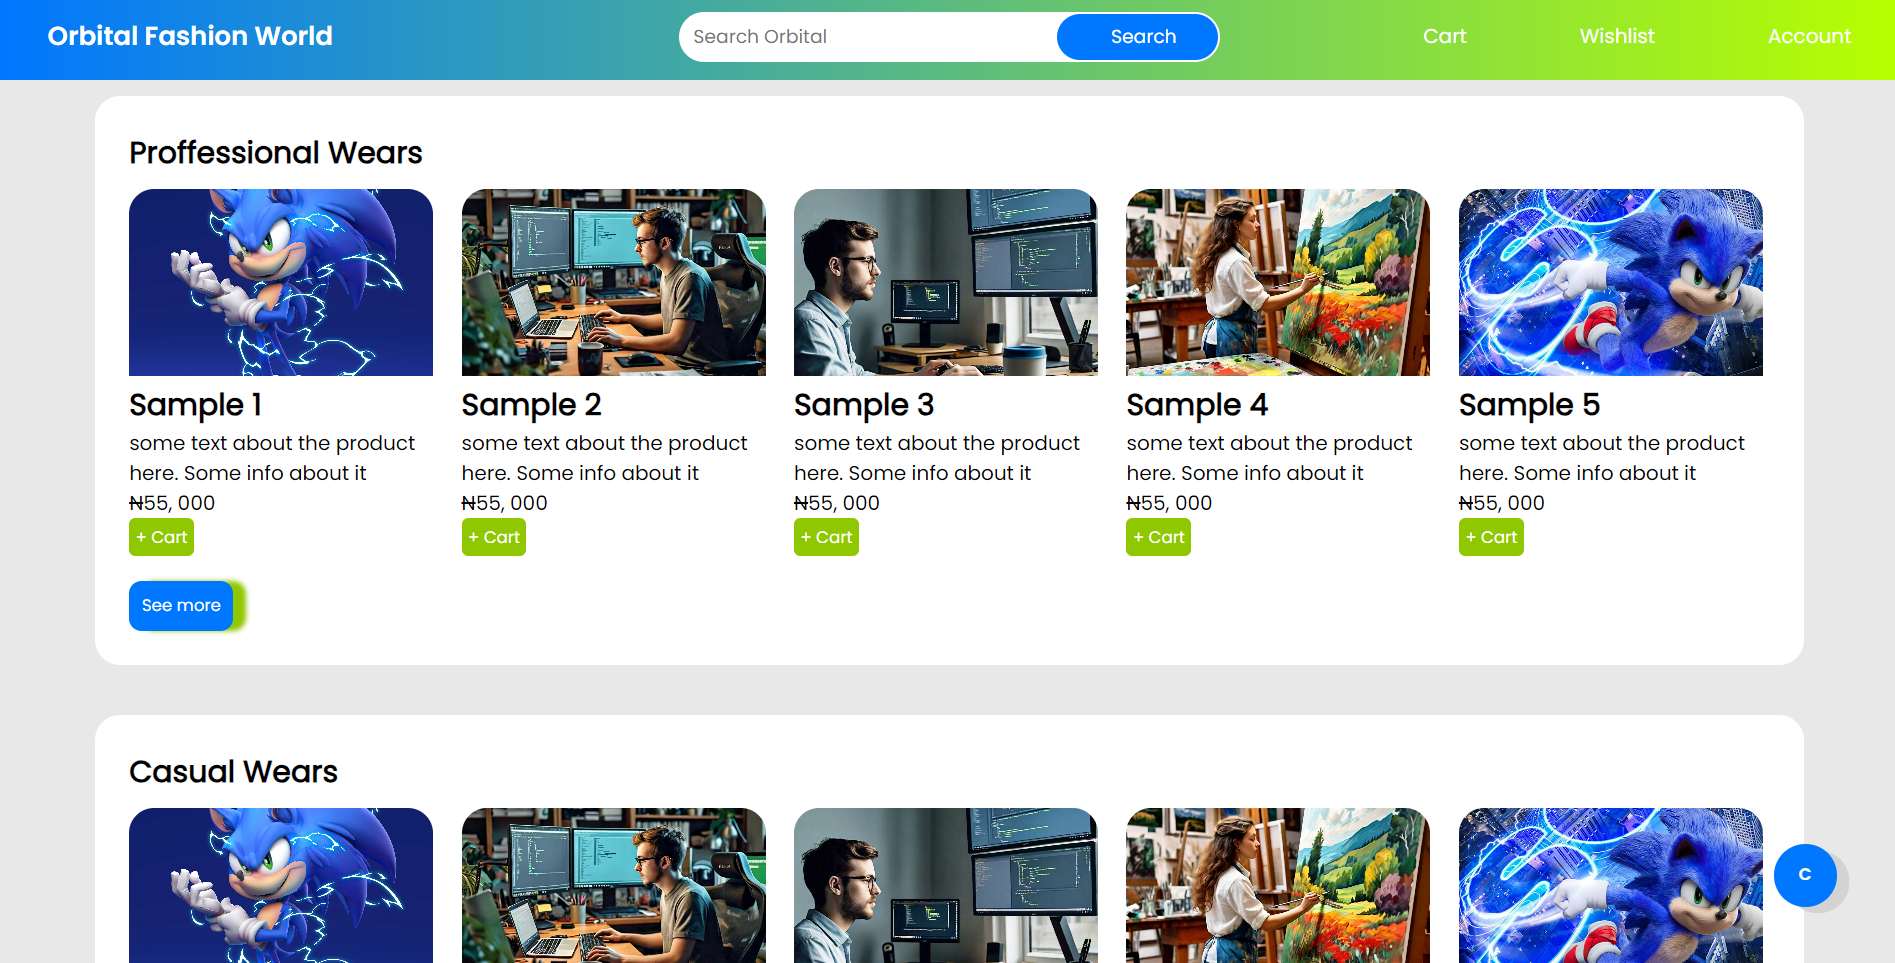 Orbital Fashion World
Search Orbital
Search
Cart
Wishlist
Account
Proffessional Wears
Sample 1
some text about the product
here. Some info about it
₦55, 000
+ Cart
Sample 2
some text about the product
here. Some info about it
₦55, 000
+ Cart
Sample 3
some text about the product
here. Some info about it
₦55, 000
+ Cart
Sample 4
some text about the product
here. Some info about it
₦55, 000
+ Cart
Sample 5
some text about the product
here. Some info about it
₦55, 000
+ Cart
See more
Casual Wears
C